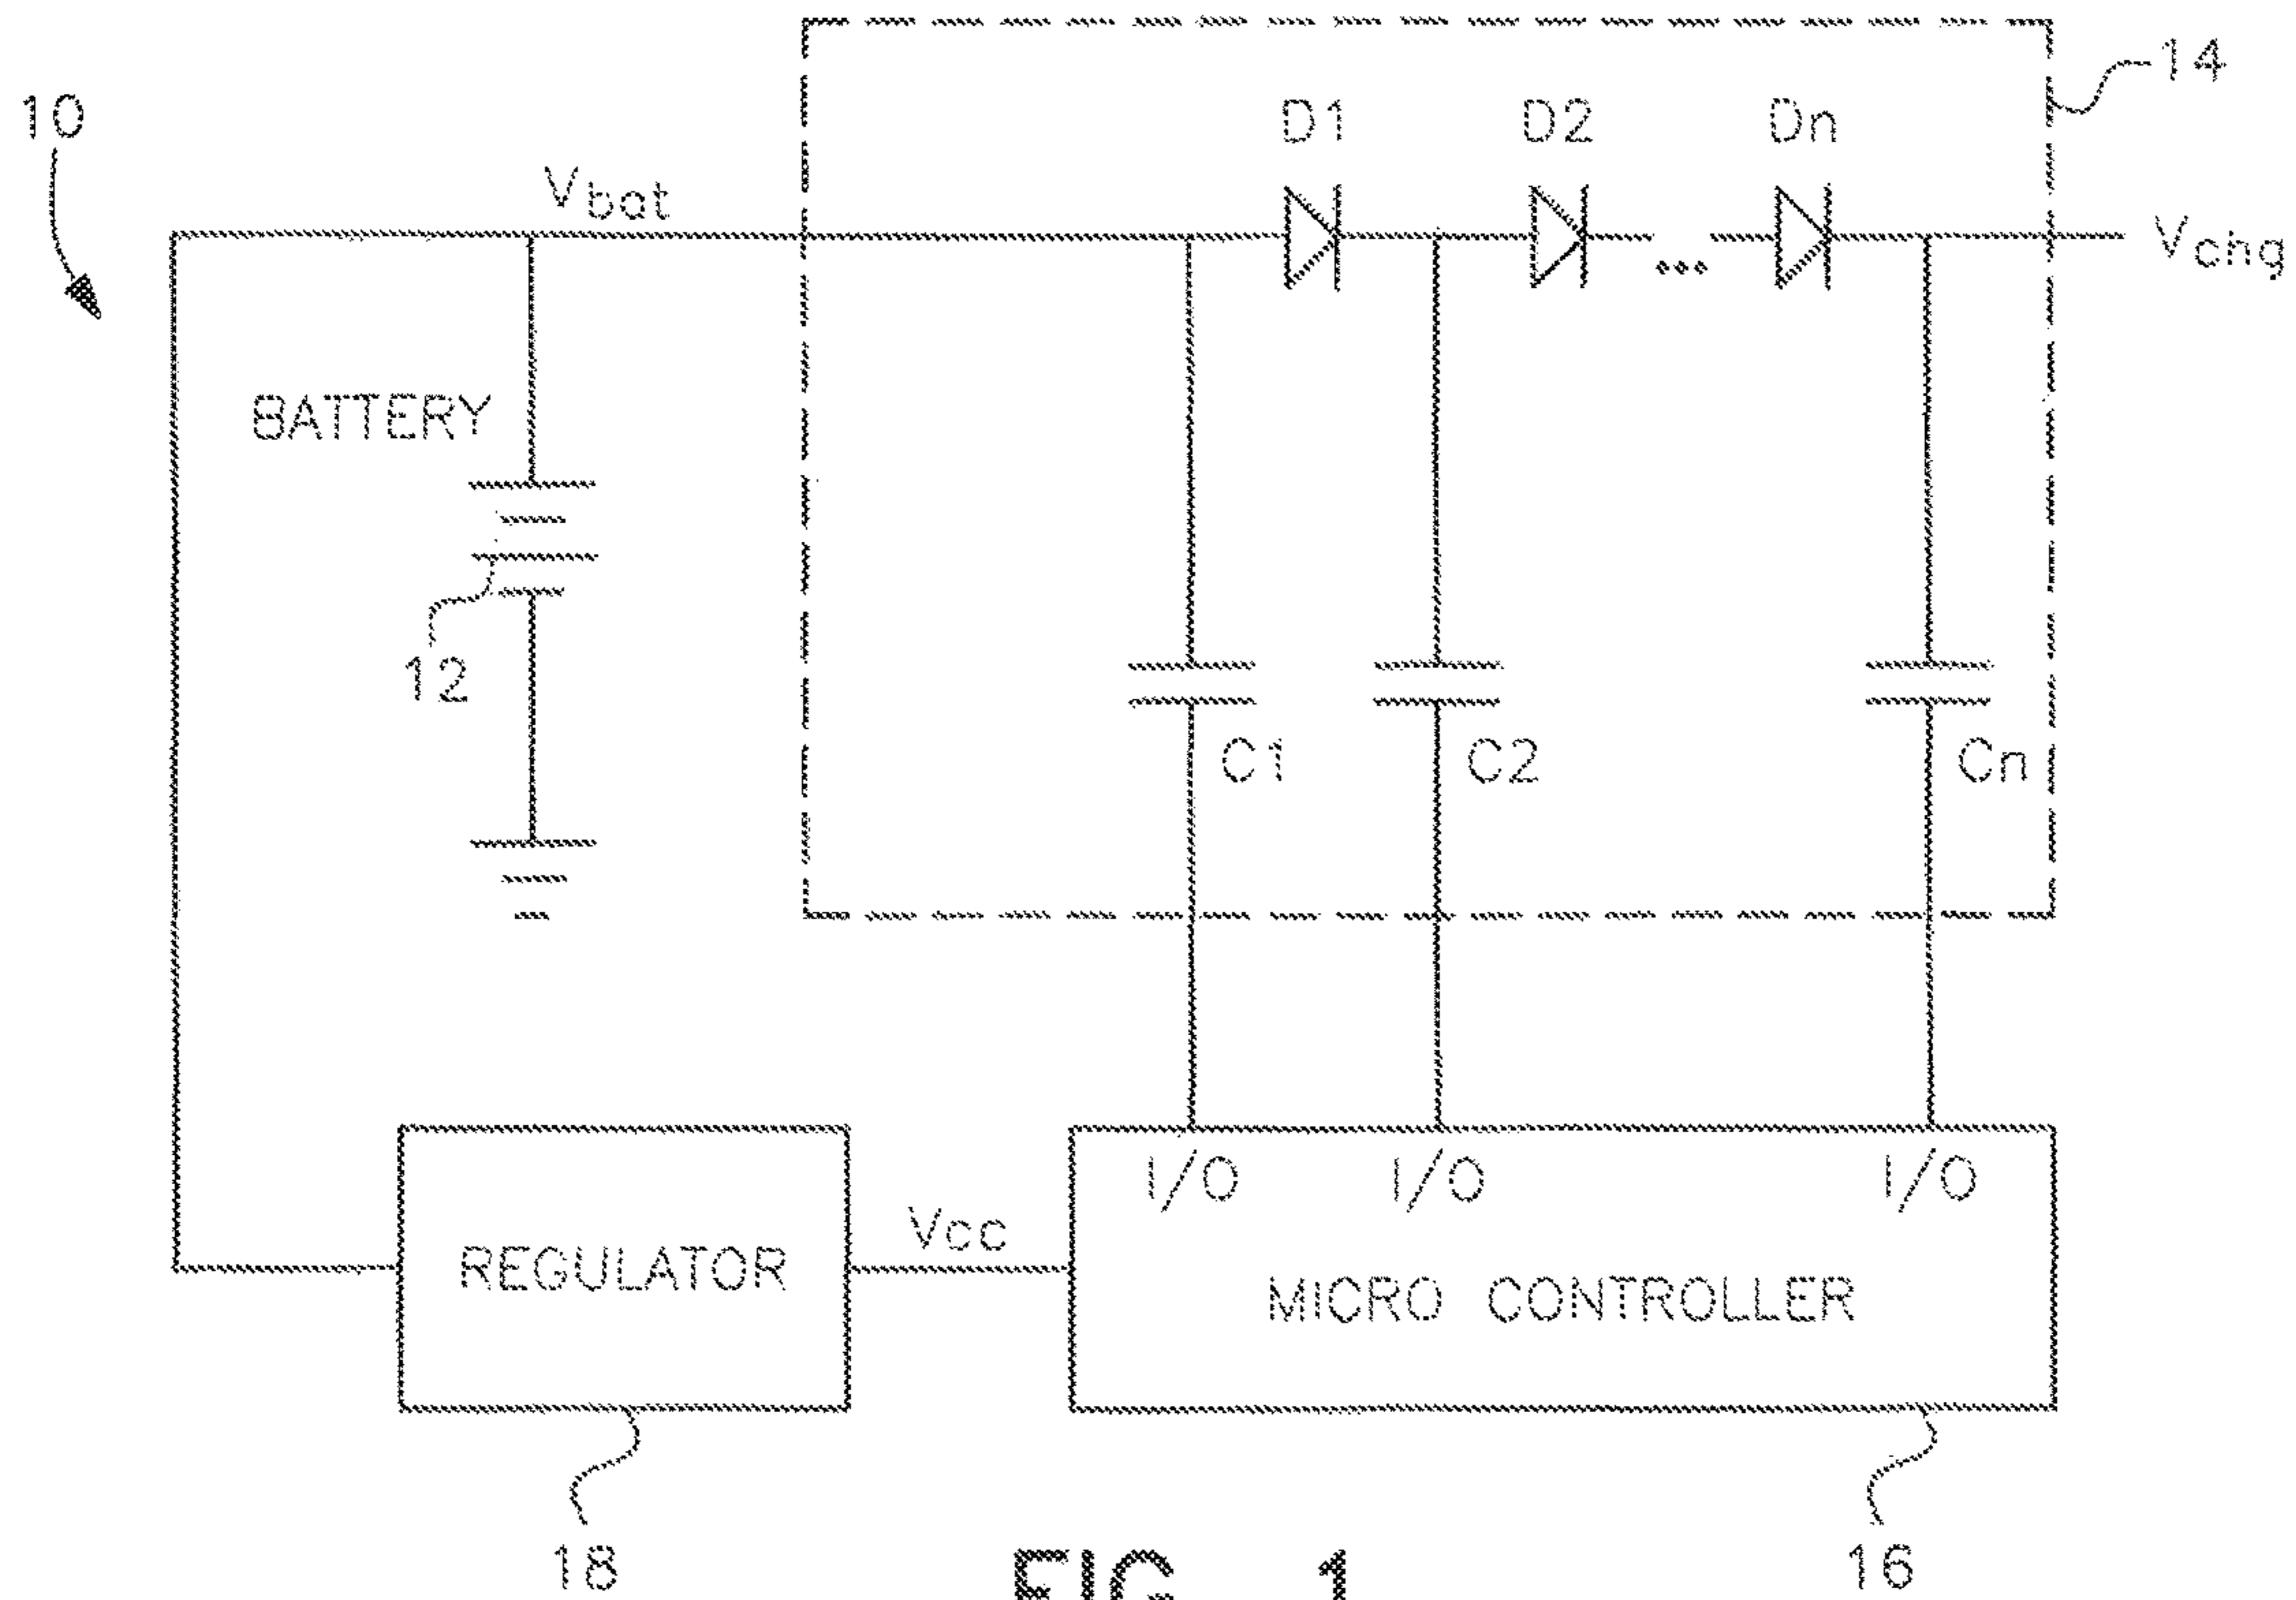 14
10
D1 D2 Dn
Vbat
Vchg
BATTERY
12
C1 C2 Cn
I/O I/O I/O
Vcc
REGULATOR
MICRO CONTROLLER
18
16
FIG. 1